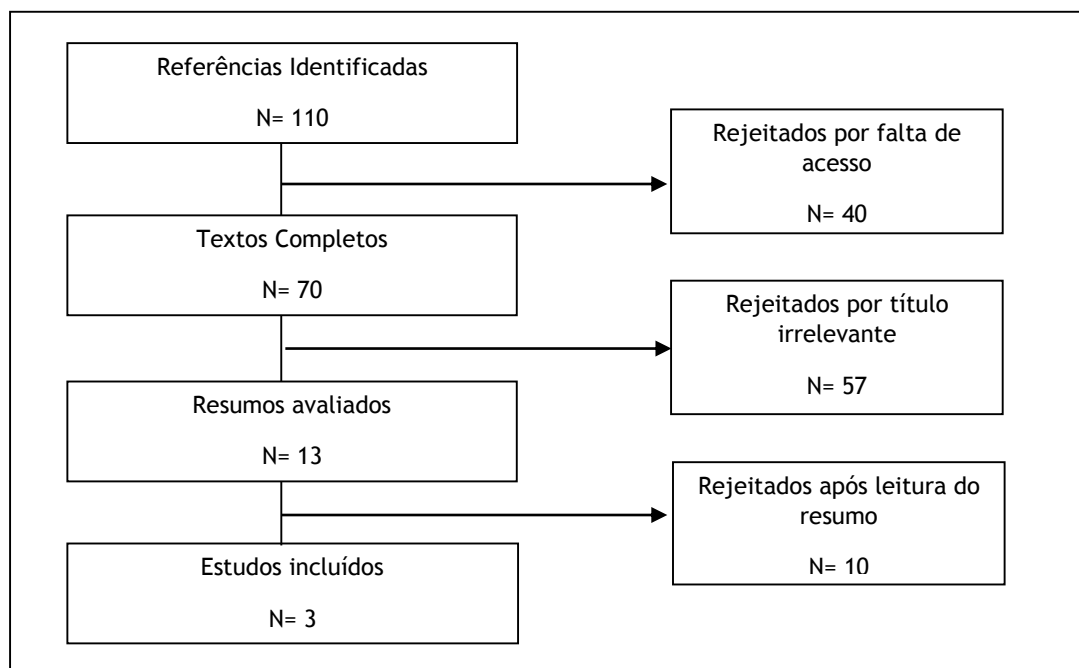 Referências Identificadas
N= 110
Rejeitados por falta de
acesso
N= 40
Textos Completos
N= 70
Rejeitados por título
irrelevante
N= 57
Resumos avaliados
N= 13
Rejeitados após leitura do
resumo
N= 10
Estudos incluídos
N= 3